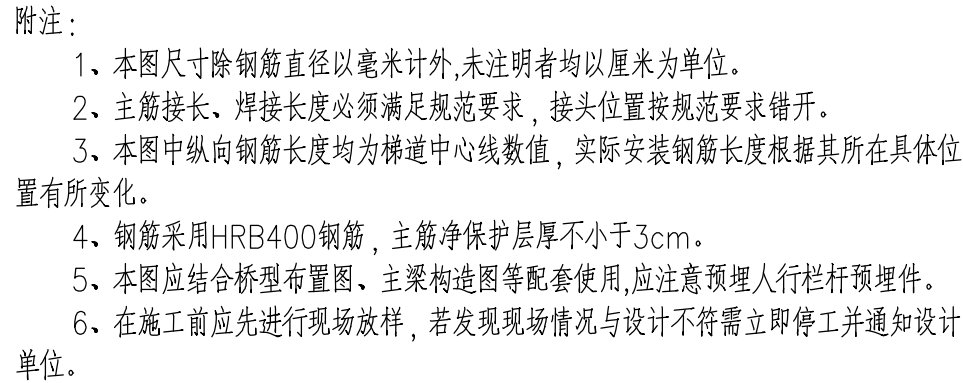 附注：
1、本图尺寸除钢筋直径以毫米计外,未注明者均以厘米为单位。
2、主筋接长、焊接长度必须满足规范要求，接头位置按规范要求错开。
3、本图中纵向钢筋长度均为梯道中心线数值，实际安装钢筋长度根据其所在具体位
置有所变化。
4、钢筋采用HRB400钢筋，主筋净保护层厚不小于3cm。
5、本图应结合桥型布置图、主梁构造图等配套使用,应注意预埋人行栏杆预埋件。
6、在施工前应先进行现场放样，若发现现场情况与设计不符需立即停工并通知设计
单位。